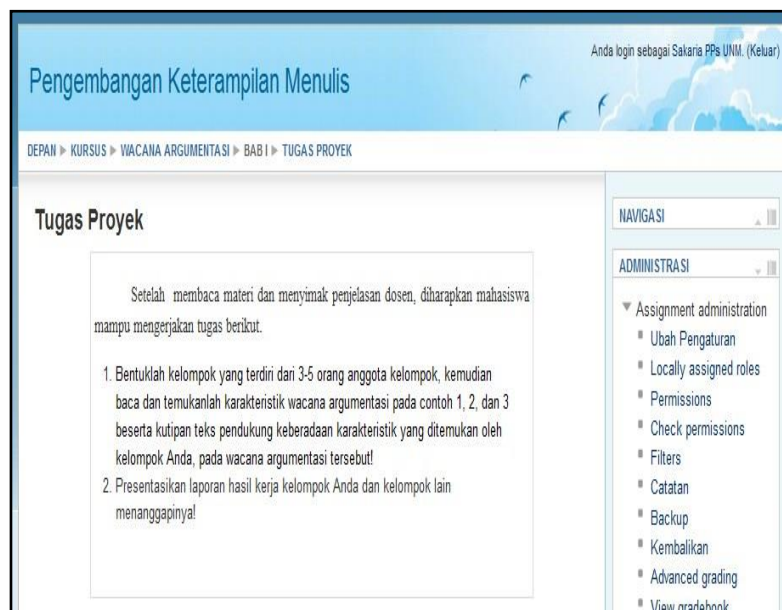 Anda login sebagai Sakaria PPs UNM. (Keluar)
Pengembangan Keterampilan Menulis
DEPAN ► KURSUS ► WACANA ARGUMENTASI ► BAB I ► TUGAS PROYEK
Tugas Proyek
Setelah membaca materi dan menyimak penjelasan dosen, diharapkan mahasiswa
mampu mengerjakan tugas berikut.
1. Bentuklah kelompok yang terdiri dari 3-5 orang anggota kelompok, kemudian
baca dan temukanlah karakteristik wacana argumentasi pada contoh 1, 2, dan 3
beserta kutipan teks pendukung keberadaan karakteristik yang ditemukan oleh
kelompok Anda, pada wacana argumentasi tersebut!
2. Presentasikan laporan hasil kerja kelompok Anda dan kelompok lain
menanggapinya!
NAVIGASI
ADMINISTRASI
Assignment administration
Ubah Pengaturan
Locally assigned roles
Permissions
Check permissions
Filters
Catatan
Backup
Kembalikan
Advanced grading
View gradebook